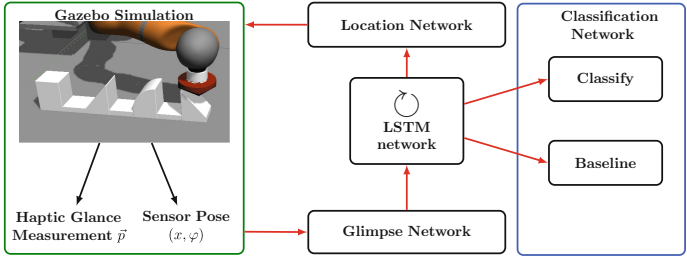 Gazebo Simulation
Haptic Glance
Measurement p⃗
Sensor Pose
(x, φ)
Location Network
LSTM
network
Glimpse Network
Classification
Network
Classify
Baseline